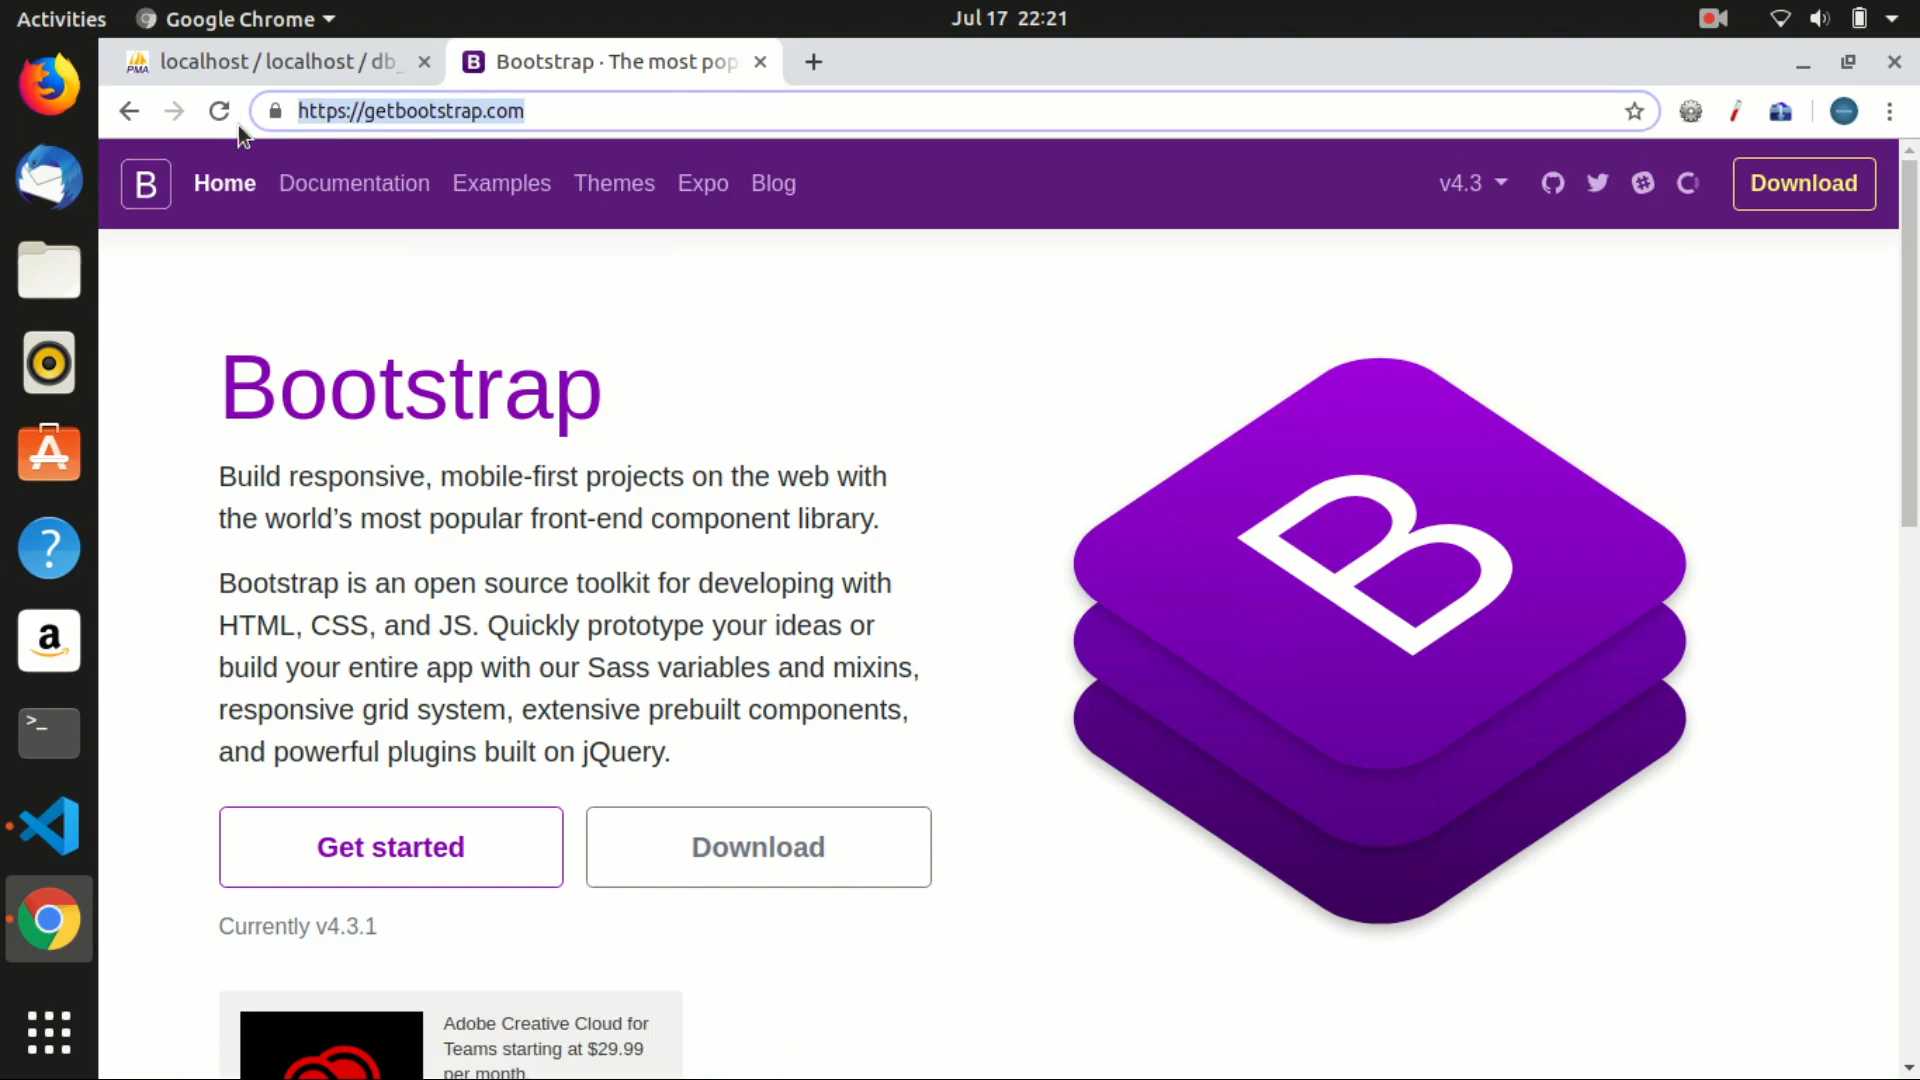 Activities
Google Chrome
Jul 17 22:21
PMA
localhost / localhost / db_
B
Bootstrap · The most pop
https://getbootstrap.com
B
Home
Documentation
Examples
Themes
Expo
Blog
v4.3
Download
Bootstrap
Build responsive, mobile-first projects on the web with
the world’s most popular front-end component library.
Bootstrap is an open source toolkit for developing with
HTML, CSS, and JS. Quickly prototype your ideas or
build your entire app with our Sass variables and mixins,
responsive grid system, extensive prebuilt components,
and powerful plugins built on jQuery.
Get started
Download
Currently v4.3.1
B
Adobe Creative Cloud for
Teams starting at $29.99
per month.